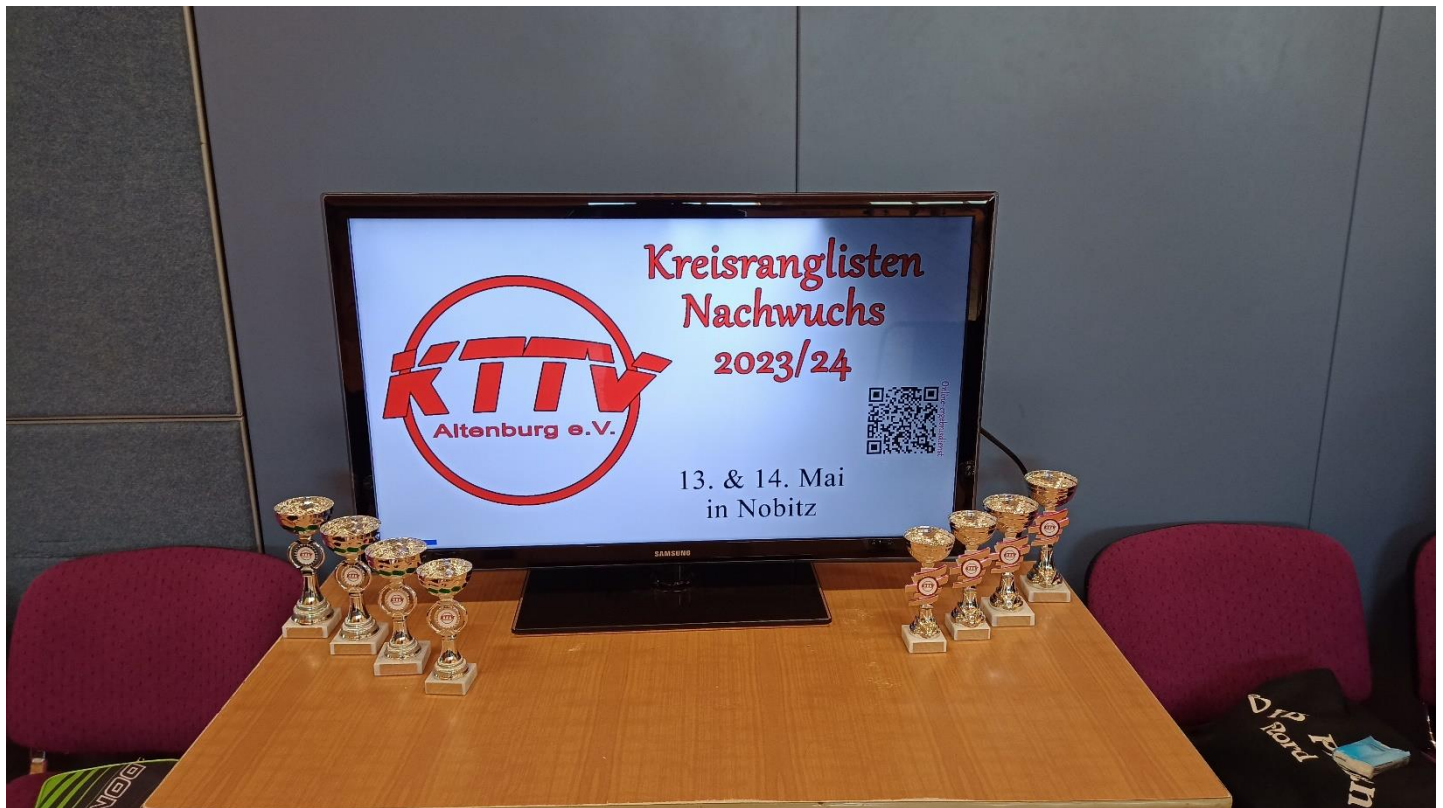 Kreisranglisten
Nachwuchs
2023/24
KTTV
Altenburg e.V.
13. & 14. Mai
in Nobitz
SAMSUNG